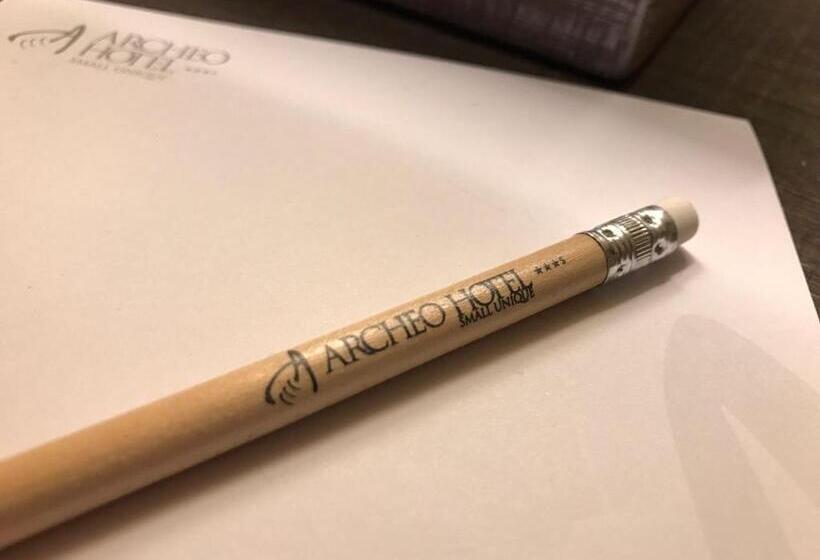 ARCHEO
HOTEL ****
SMALL UNIQUE
ARCHEO HOTEL ***S
SMALL UNIQUE